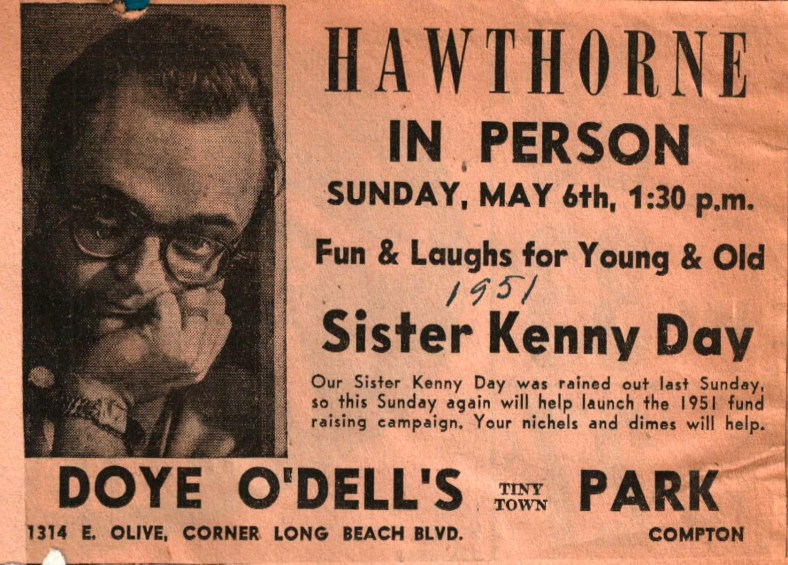 HAWTHORNE
IN PERSON
SUNDAY, MAY 6th, 1:30 p.m.
Fun & Laughs for Young & Old
1951
Sister Kenny Day
Our Sister Kenny Day was rained out last Sunday,
so this Sunday again will help launch the 1951 fund
raising campaign. Your nichels and dimes will help.
DOYE O'DELL'S TINY TOWN PARK
1314 E. OLIVE, CORNER LONG BEACH BLVD. COMPTON